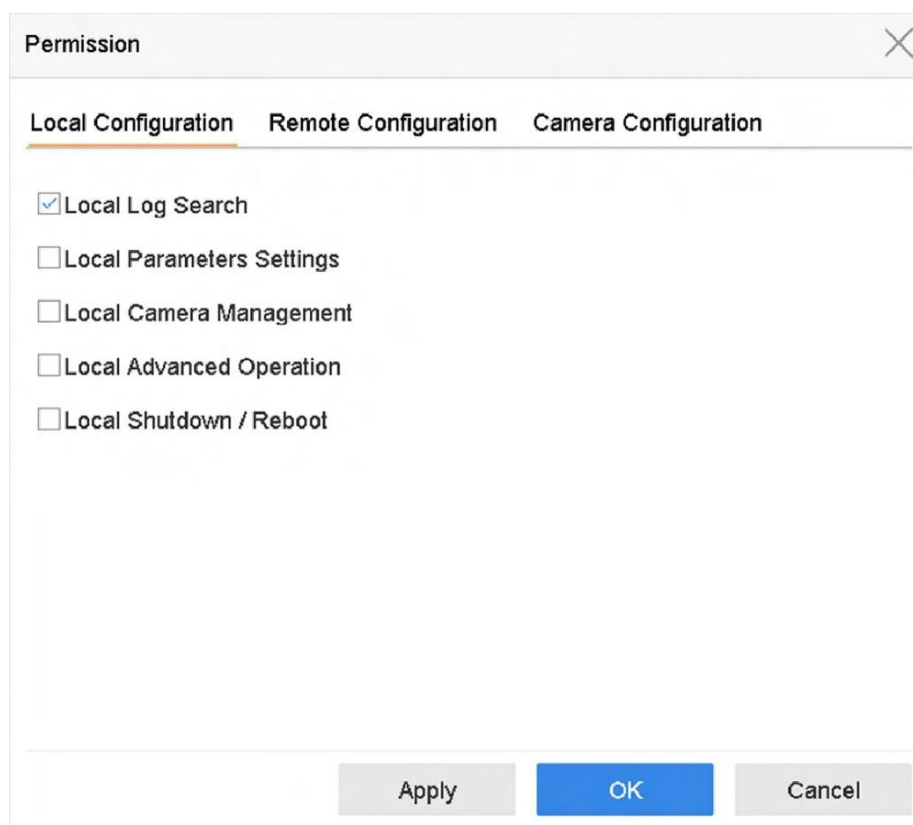 Permission
Local Configuration Remote Configuration Camera Configuration
Local Log Search
Local Parameters Settings
Local Camera Management
Local Advanced Operation
Local Shutdown / Reboot
Apply OK Cancel